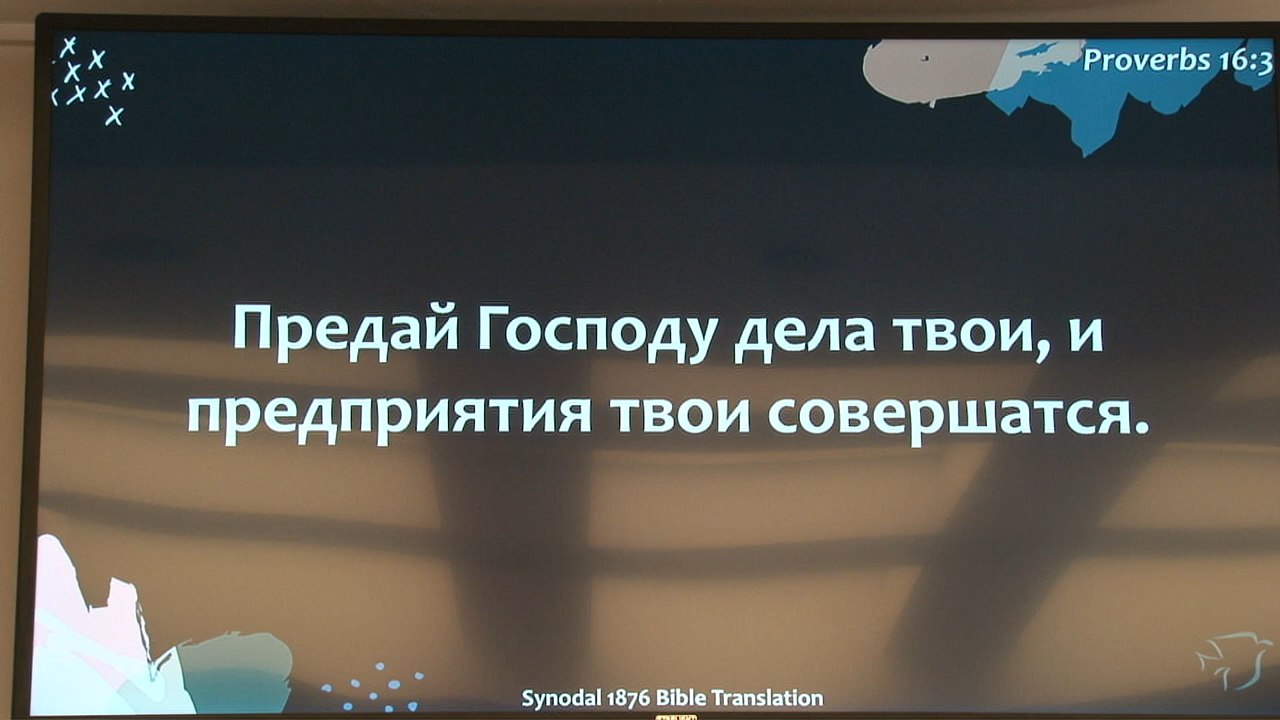 Proverbs 16:3
Предай Господу дела твои, и
предприятия твои совершатся.
Synodal 1876 Bible Translation